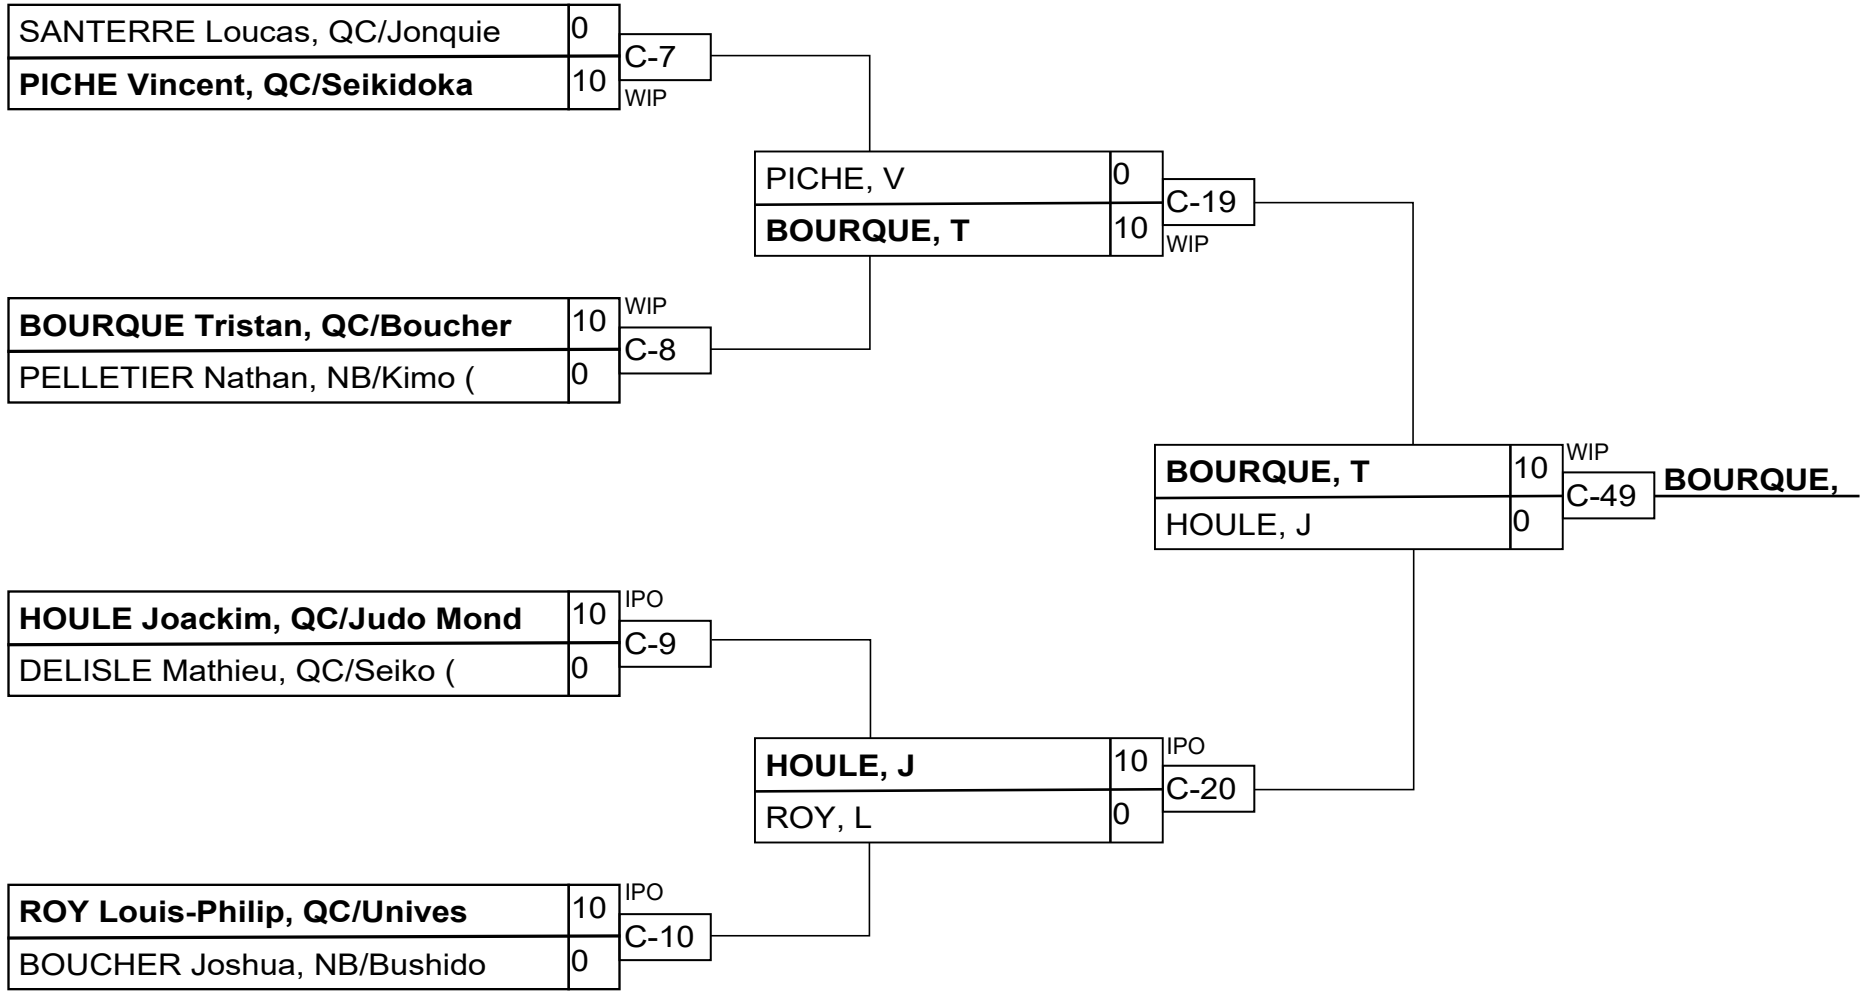 SANTERRE Loucas, QC/Jonquie 0
C-7
PICHE Vincent, QC/Seikidoka 10
WIP
PICHE, V 0
C-19
BOURQUE, T 10
WIP
WIP
BOURQUE Tristan, QC/Boucher 10
C-8
PELLETIER Nathan, NB/Kimo ( 0
WIP
BOURQUE, T 10
C-49
BOURQUE,
HOULE, J 0
IPO
HOULE Joackim, QC/Judo Mond 10
C-9
DELISLE Mathieu, QC/Seiko ( 0
IPO
HOULE, J 10
C-20
ROY, L 0
IPO
ROY Louis-Philip, QC/Unives 10
C-10
BOUCHER Joshua, NB/Bushido 0